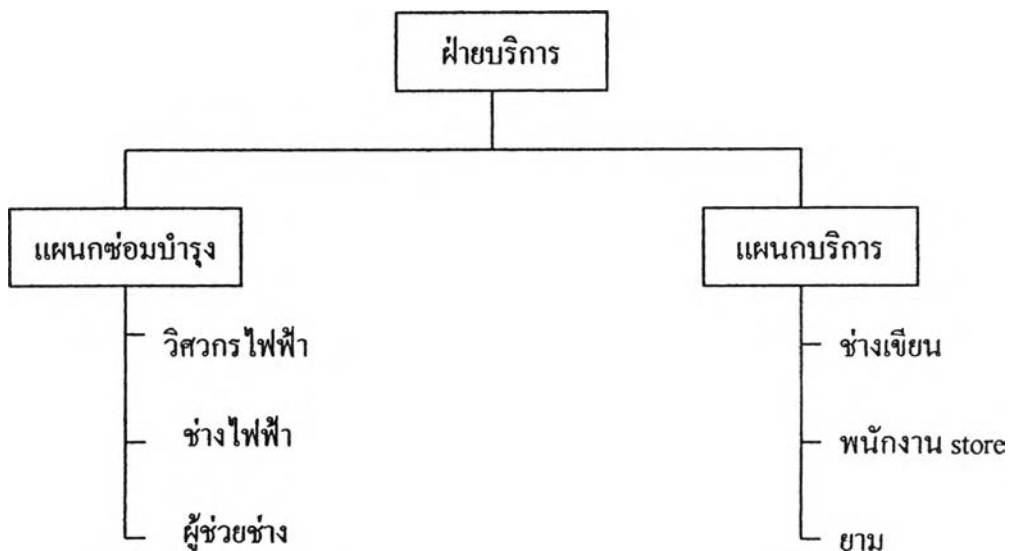 ฝ่ายบริการ
แผนกซ่อมบำรุง
แผนกบริการ
วิศวกรไฟฟ้า
ช่างเขียน
ช่างไฟฟ้า
พนักงาน store
ผู้ช่วยช่าง
ยาม